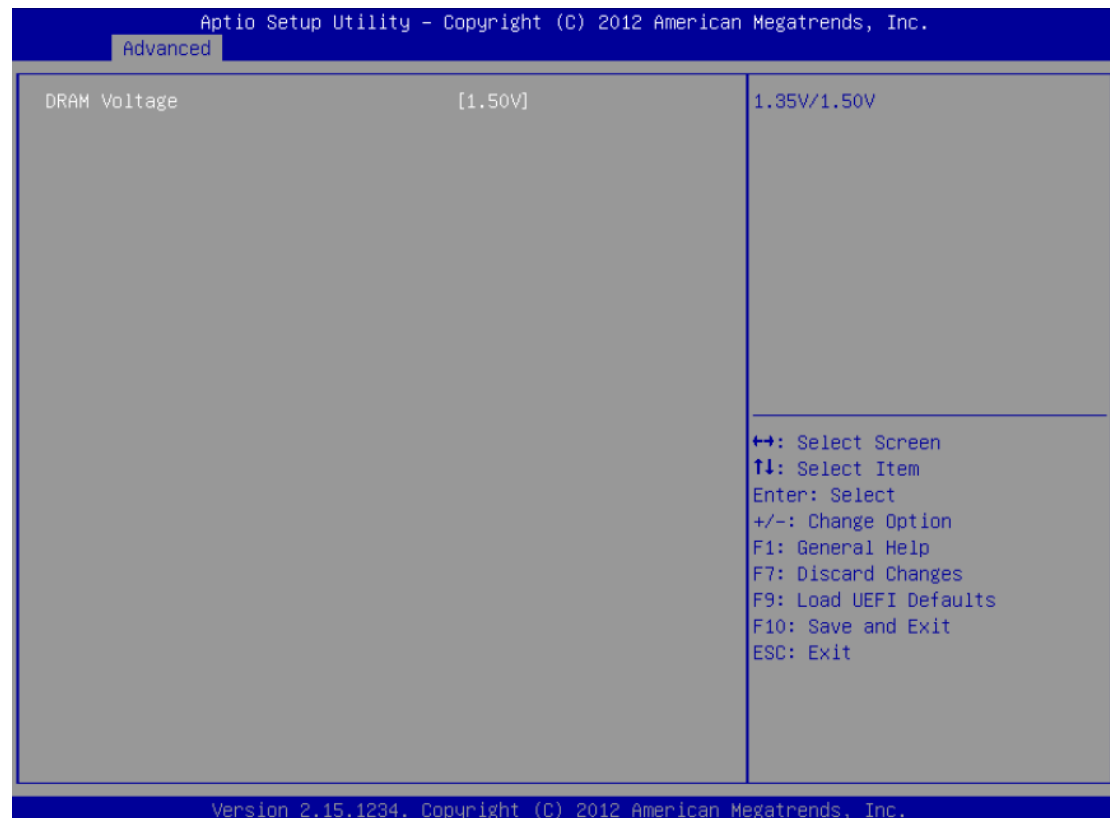 Aptio Setup Utility – Copyright (C) 2012 American Megatrends, Inc.
Advanced
DRAM Voltage [1.50V]
1.35V/1.50V
↔: Select Screen
↑↓: Select Item
Enter: Select
+/-: Change Option
F1: General Help
F7: Discard Changes
F9: Load UEFI Defaults
F10: Save and Exit
ESC: Exit
Version 2.15.1234. Copyright (C) 2012 American Megatrends, Inc.